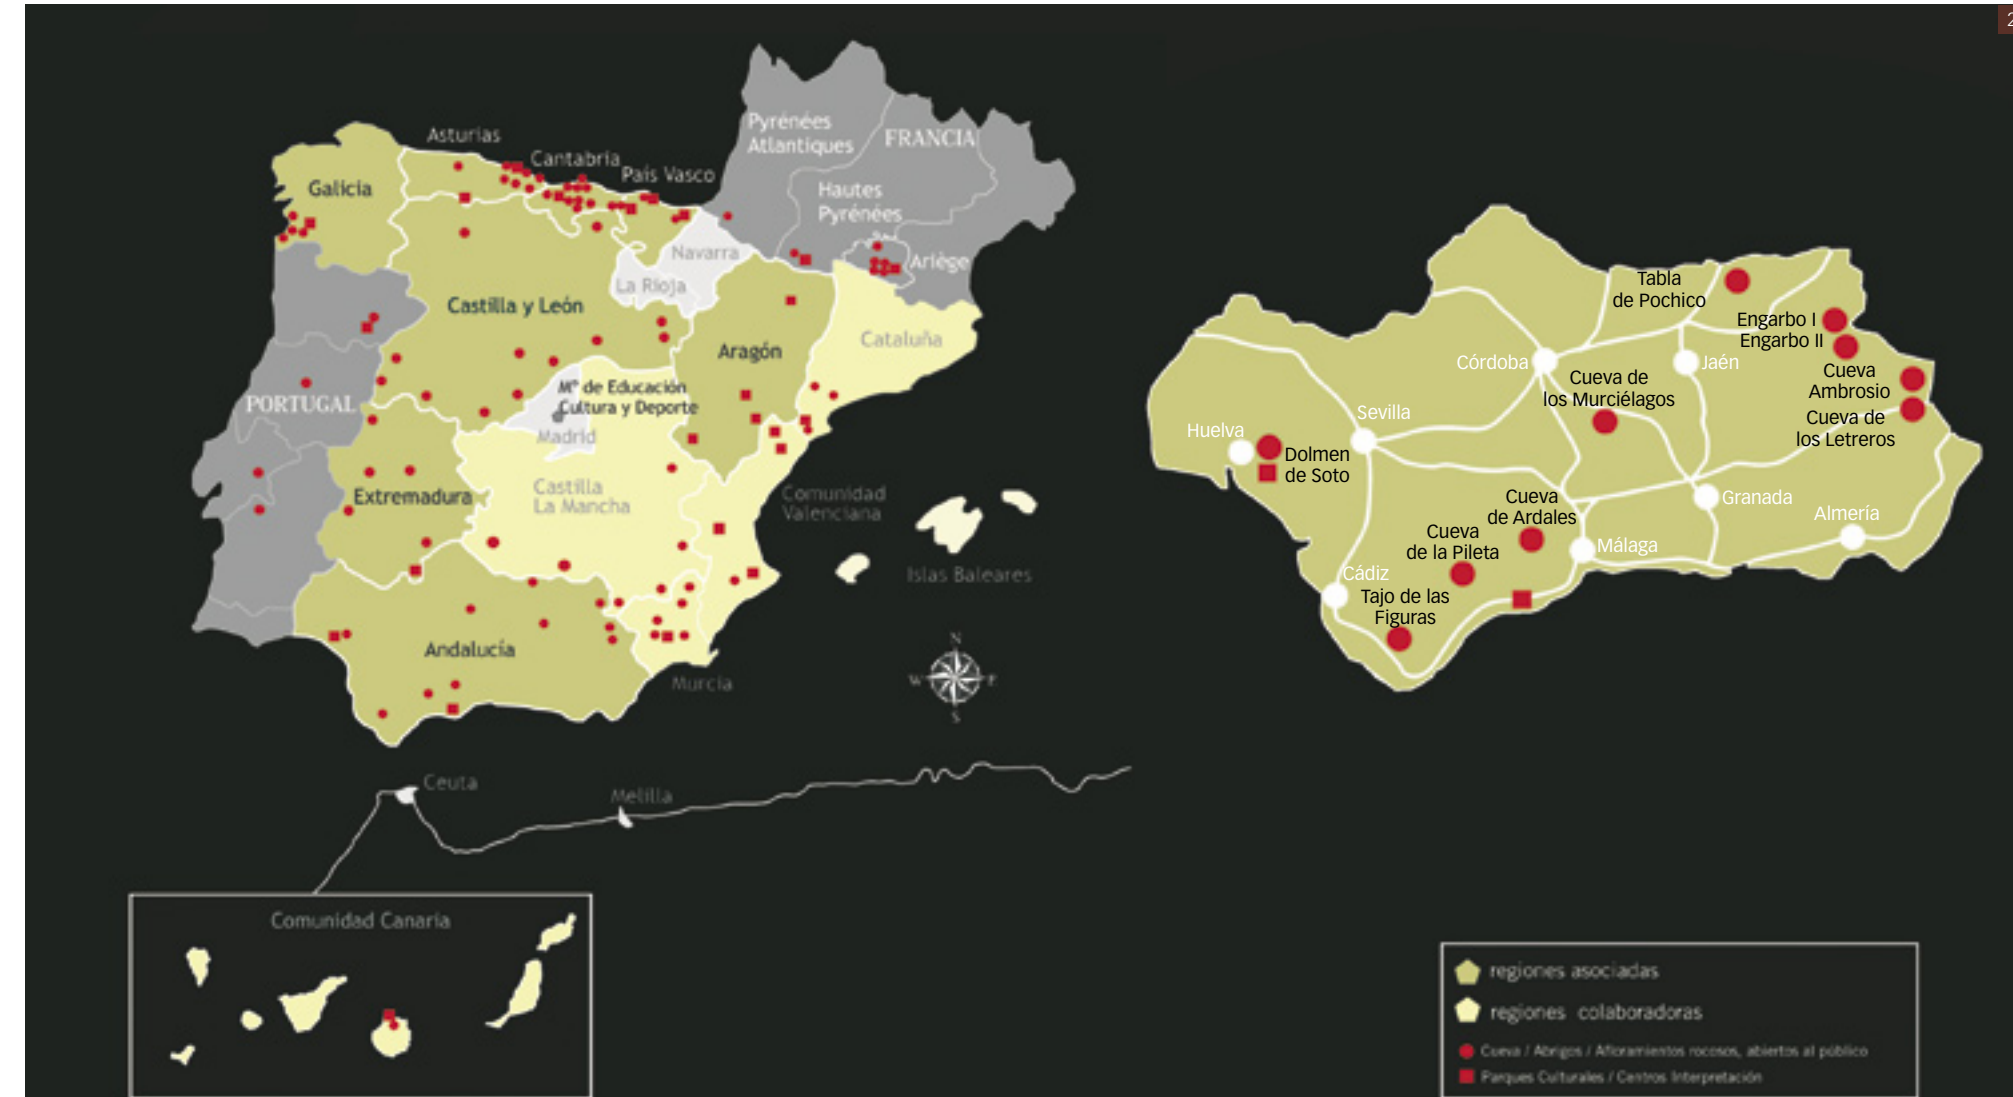 2
Pyrénées
Atlantiques
FRANCIA
Asturias
Cantabria
País Vasco
Galicia
Hautes
Pyrénées
Navarra
Ariège
La Rioja
Castilla y León
Aragón
Cataluña
Mº de Educación
Cultura y Deporte
PORTUGAL
Madrid
Castilla
La Mancha
Extremadura
Comunidad
Valenciana
Islas Baleares
Andalucía
Murcia
N
W
E
S
Ceuta
Melilla
Comunidad Canaria
Tabla
de Pochico
Engarbo I
Engarbo II
Córdoba
Jaén
Cueva de
los Murciélagos
Cueva
Ambrosio
Cueva de
los Letreros
Sevilla
Huelva
Dolmen
de Soto
Cueva
de Ardales
Granada
Almería
Cueva
de la Pileta
Málaga
Cádiz
Tajo de las
Figuras
regiones asociadas
regiones colaboradoras
Cueva / Abrigos / Afloramientos rocosos, abiertos al público
Parques Culturales / Centros Interpretación